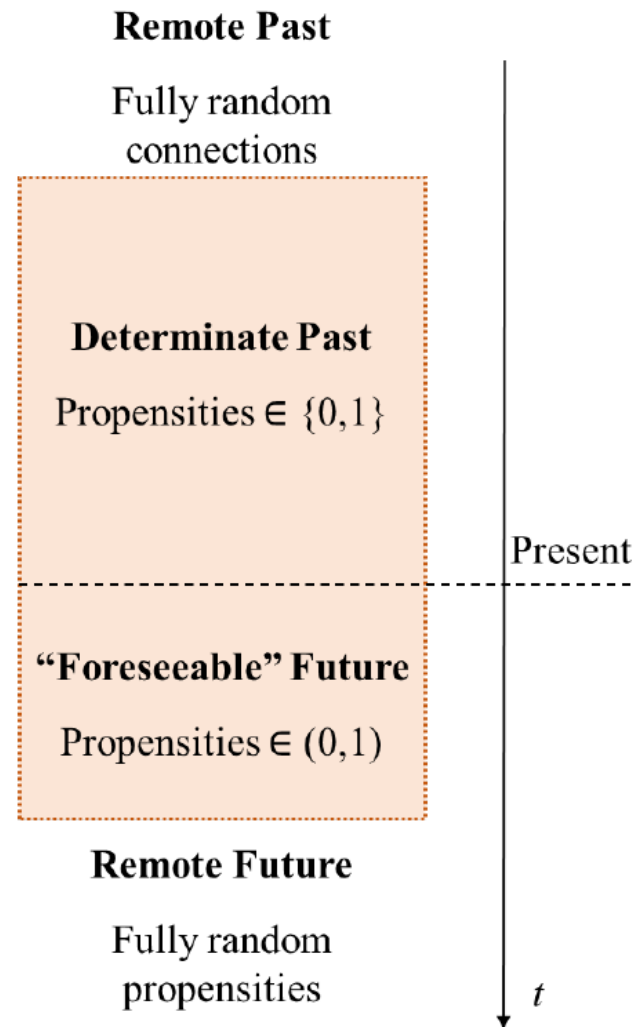 Remote Past
Fully random
connections
Determinate Past
Propensities ∈ {0,1}
Present
“Foreseeable” Future
Propensities ∈ (0,1)
Remote Future
Fully random
propensities
t